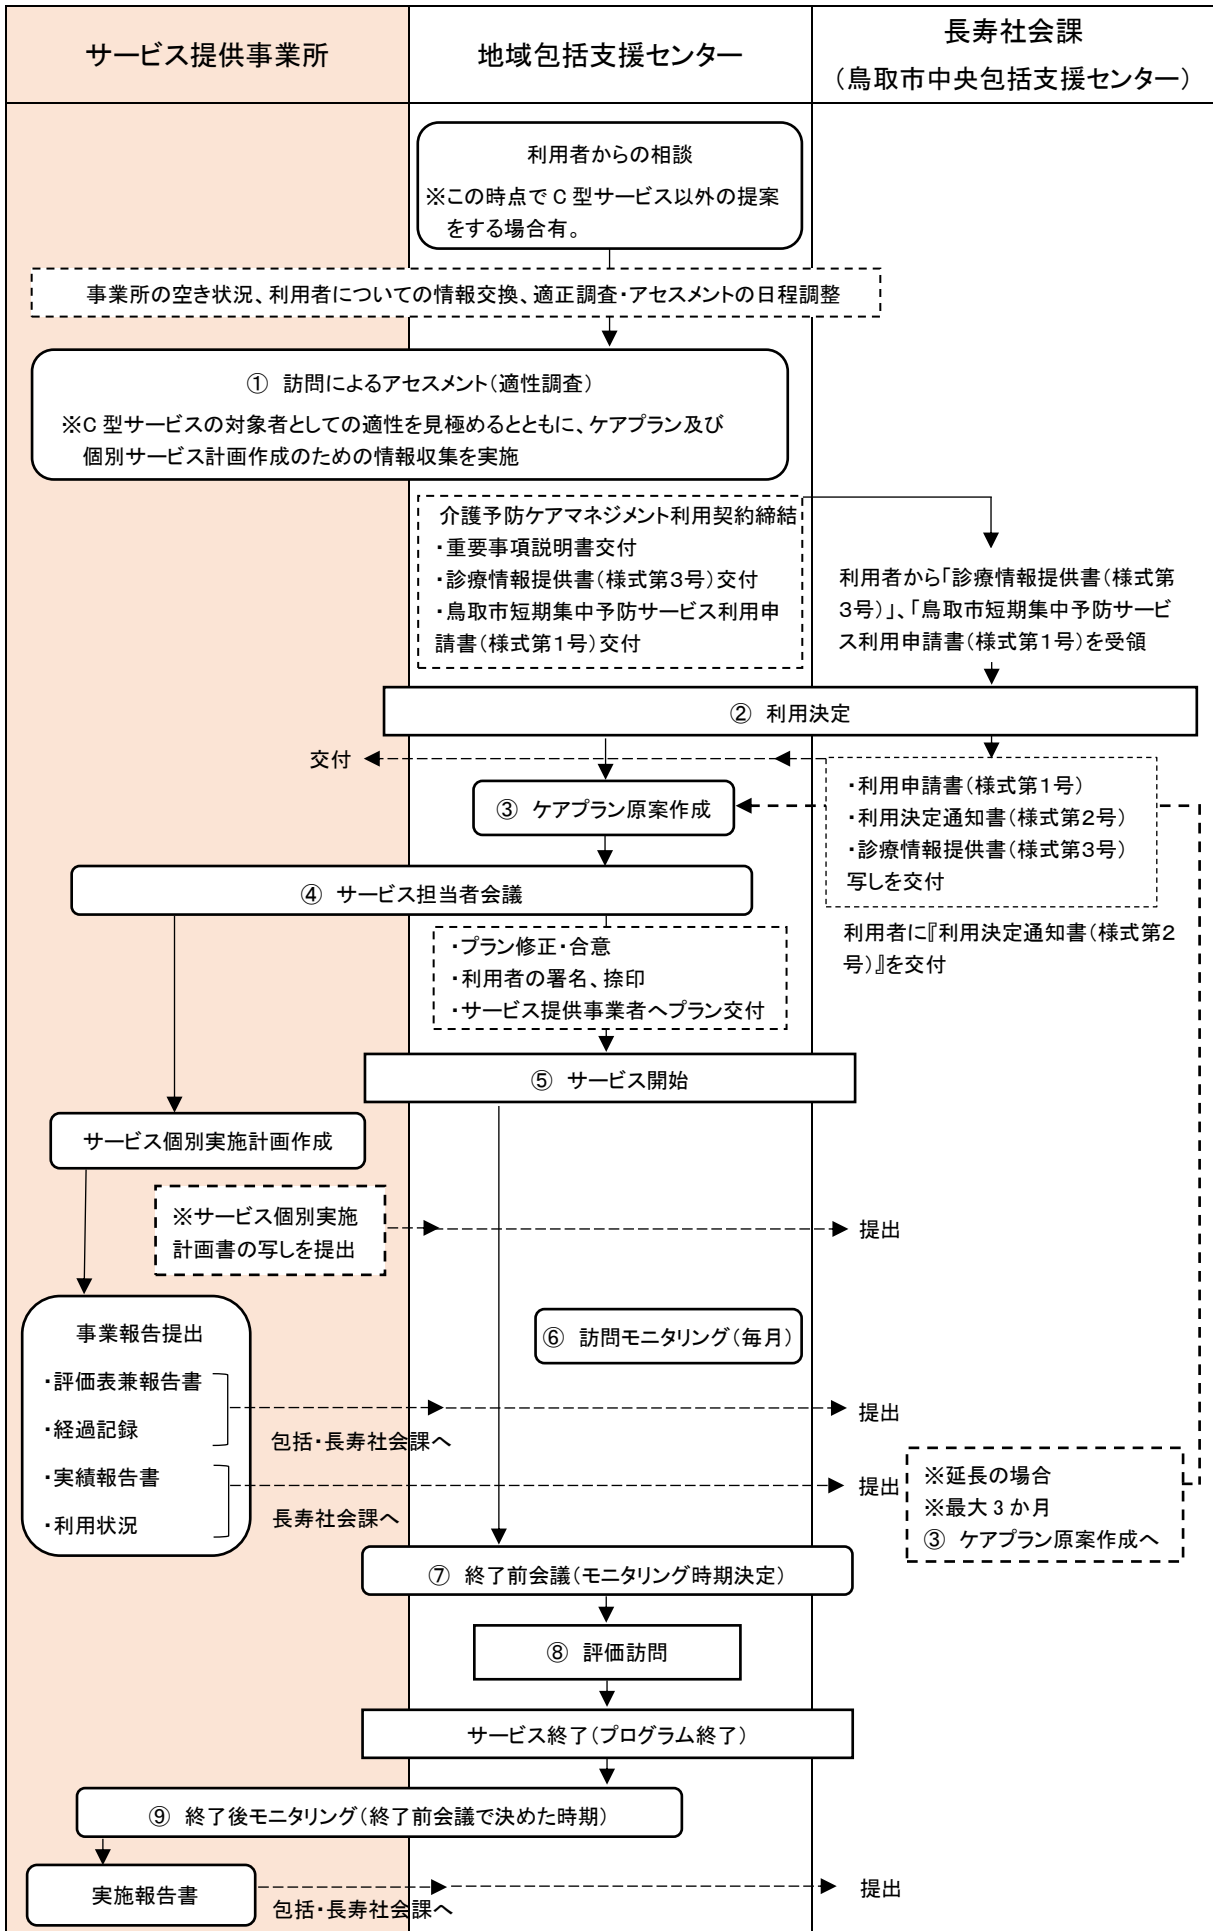 サービス提供事業所
地域包括支援センター
長寿社会課
（鳥取市中央包括支援センター）
利用者からの相談
※この時点でC型サービス以外の提案
をする場合有。
事業所の空き状況、利用者についての情報交換、適正調査・アセスメントの日程調整
① 訪問によるアセスメント（適性調査）
※C型サービスの対象者としての適性を見極めるとともに、ケアプラン及び
個別サービス計画作成のための情報収集を実施
介護予防ケアマネジメント利用契約締結
・重要事項説明書交付
・診療情報提供書（様式第3号）交付
・鳥取市短期集中予防サービス利用申
請書（様式第1号）交付
利用者から「診療情報提供書（様式第
3号）」、「鳥取市短期集中予防サービ
ス利用申請書（様式第1号）を受領
② 利用決定
交付
・利用申請書（様式第1号）
・利用決定通知書（様式第2号）
・診療情報提供書（様式第3号）
写しを交付
③ ケアプラン原案作成
④ サービス担当者会議
利用者に『利用決定通知書（様式第2
号）』を交付
・プラン修正・合意
・利用者の署名、捺印
・サービス提供事業者へプラン交付
⑤ サービス開始
サービス個別実施計画作成
※サービス個別実施
計画書の写しを提出
提出
事業報告提出
・評価表兼報告書
・経過記録
・実績報告書
・利用状況
⑥ 訪問モニタリング（毎月）
包括・長寿社会課へ
提出
長寿社会課へ
提出
※延長の場合
※最大3か月
③ ケアプラン原案作成へ
⑦ 終了前会議（モニタリング時期決定）
⑧ 評価訪問
サービス終了（プログラム終了）
⑨ 終了後モニタリング（終了前会議で決めた時期）
実施報告書
包括・長寿社会課へ
提出